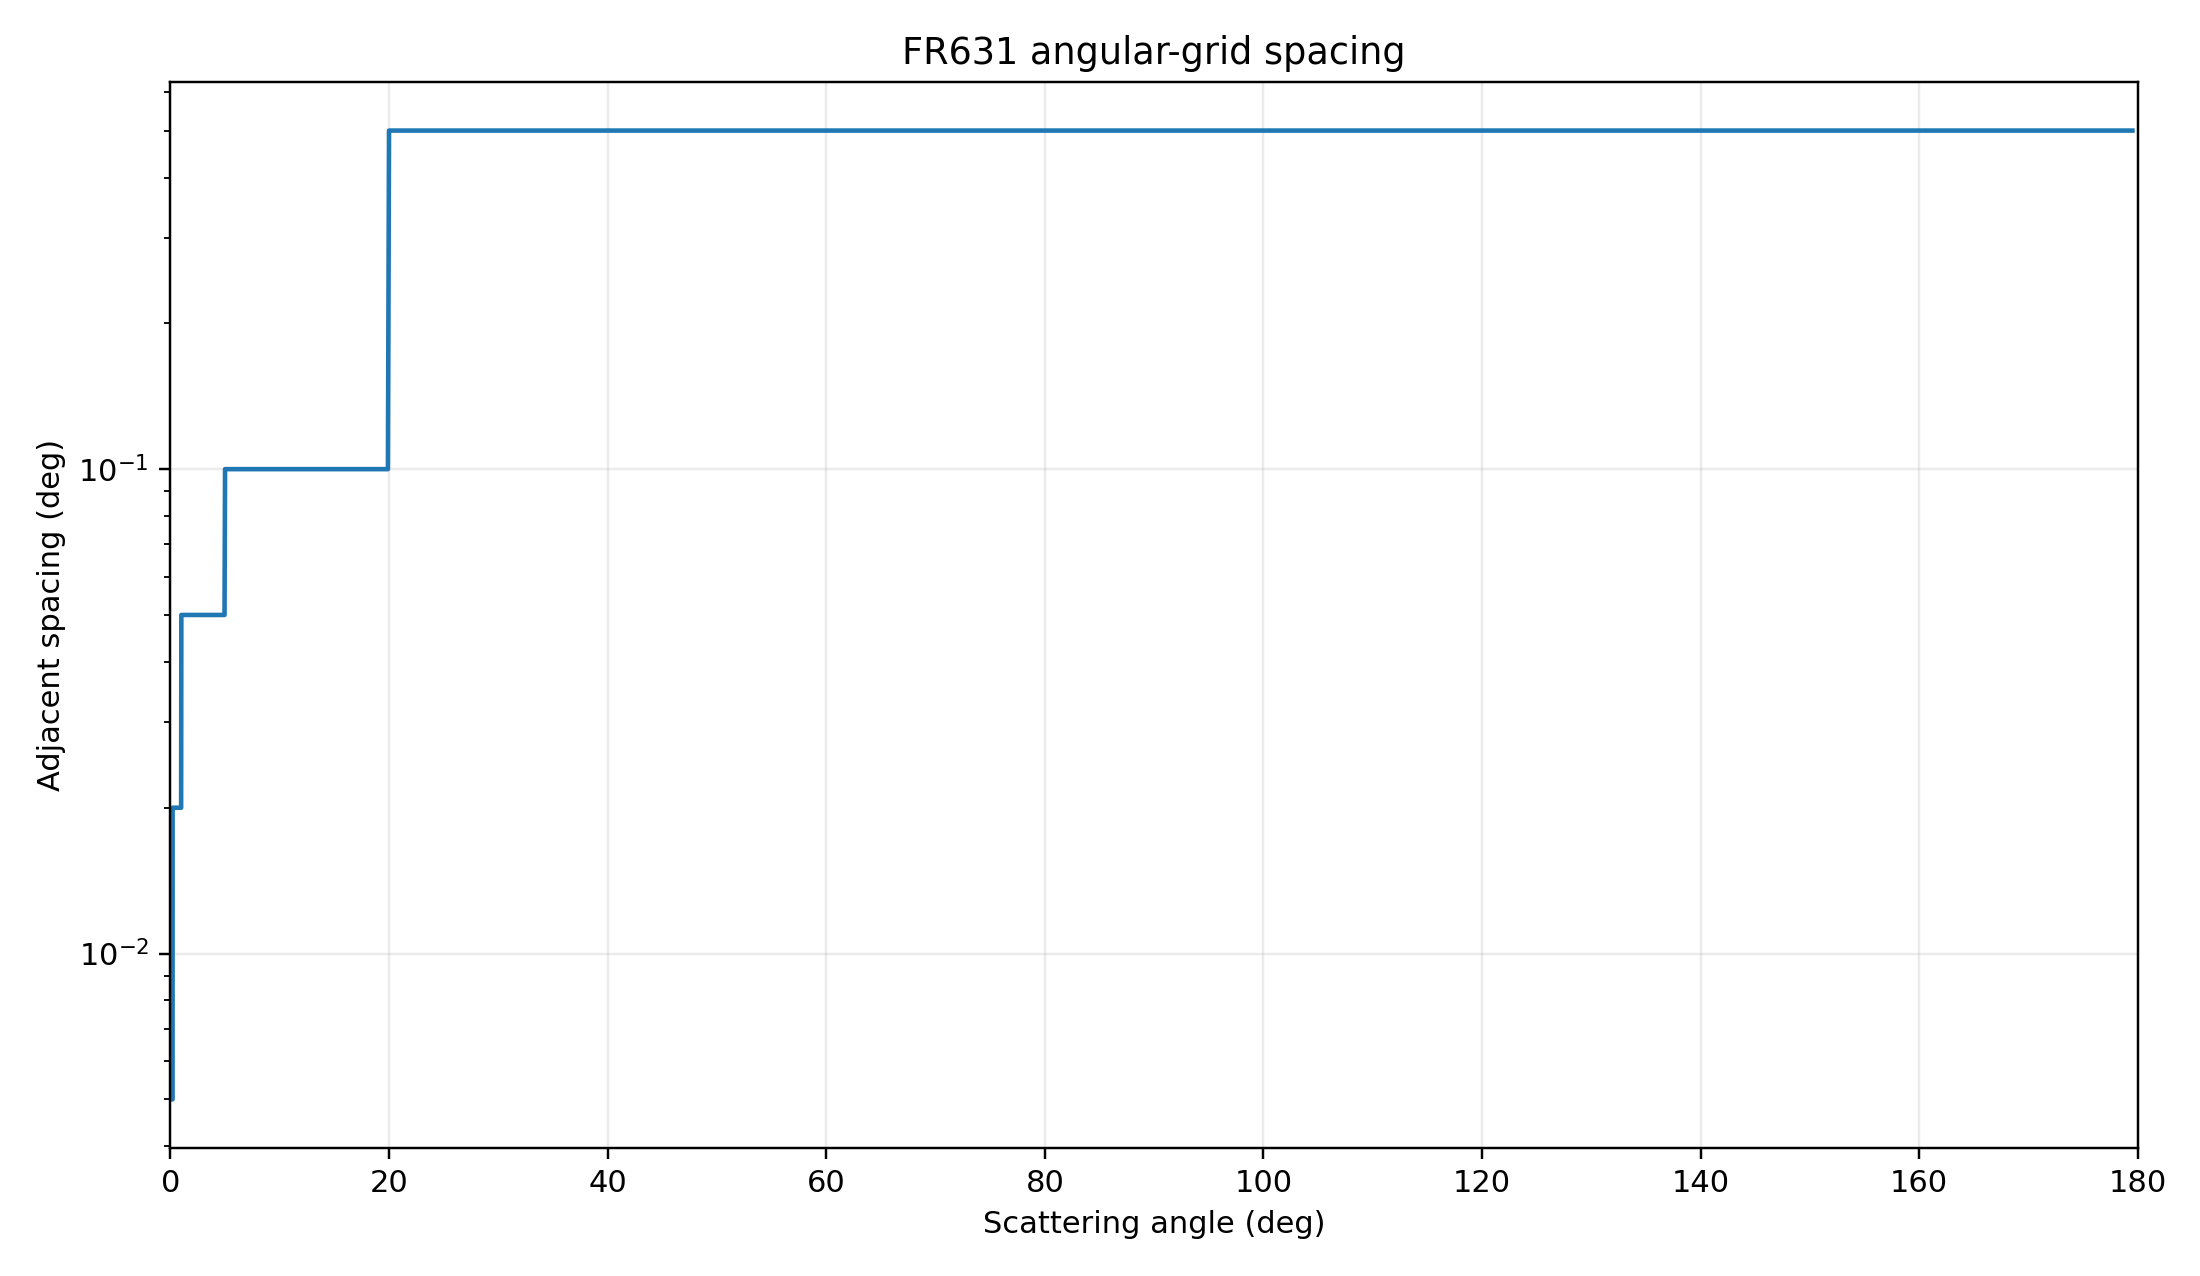 FR631 angular-grid spacing
Adjacent spacing (deg)
10⁻¹
10⁻²
0 20 40 60 80 100 120 140 160 180
Scattering angle (deg)